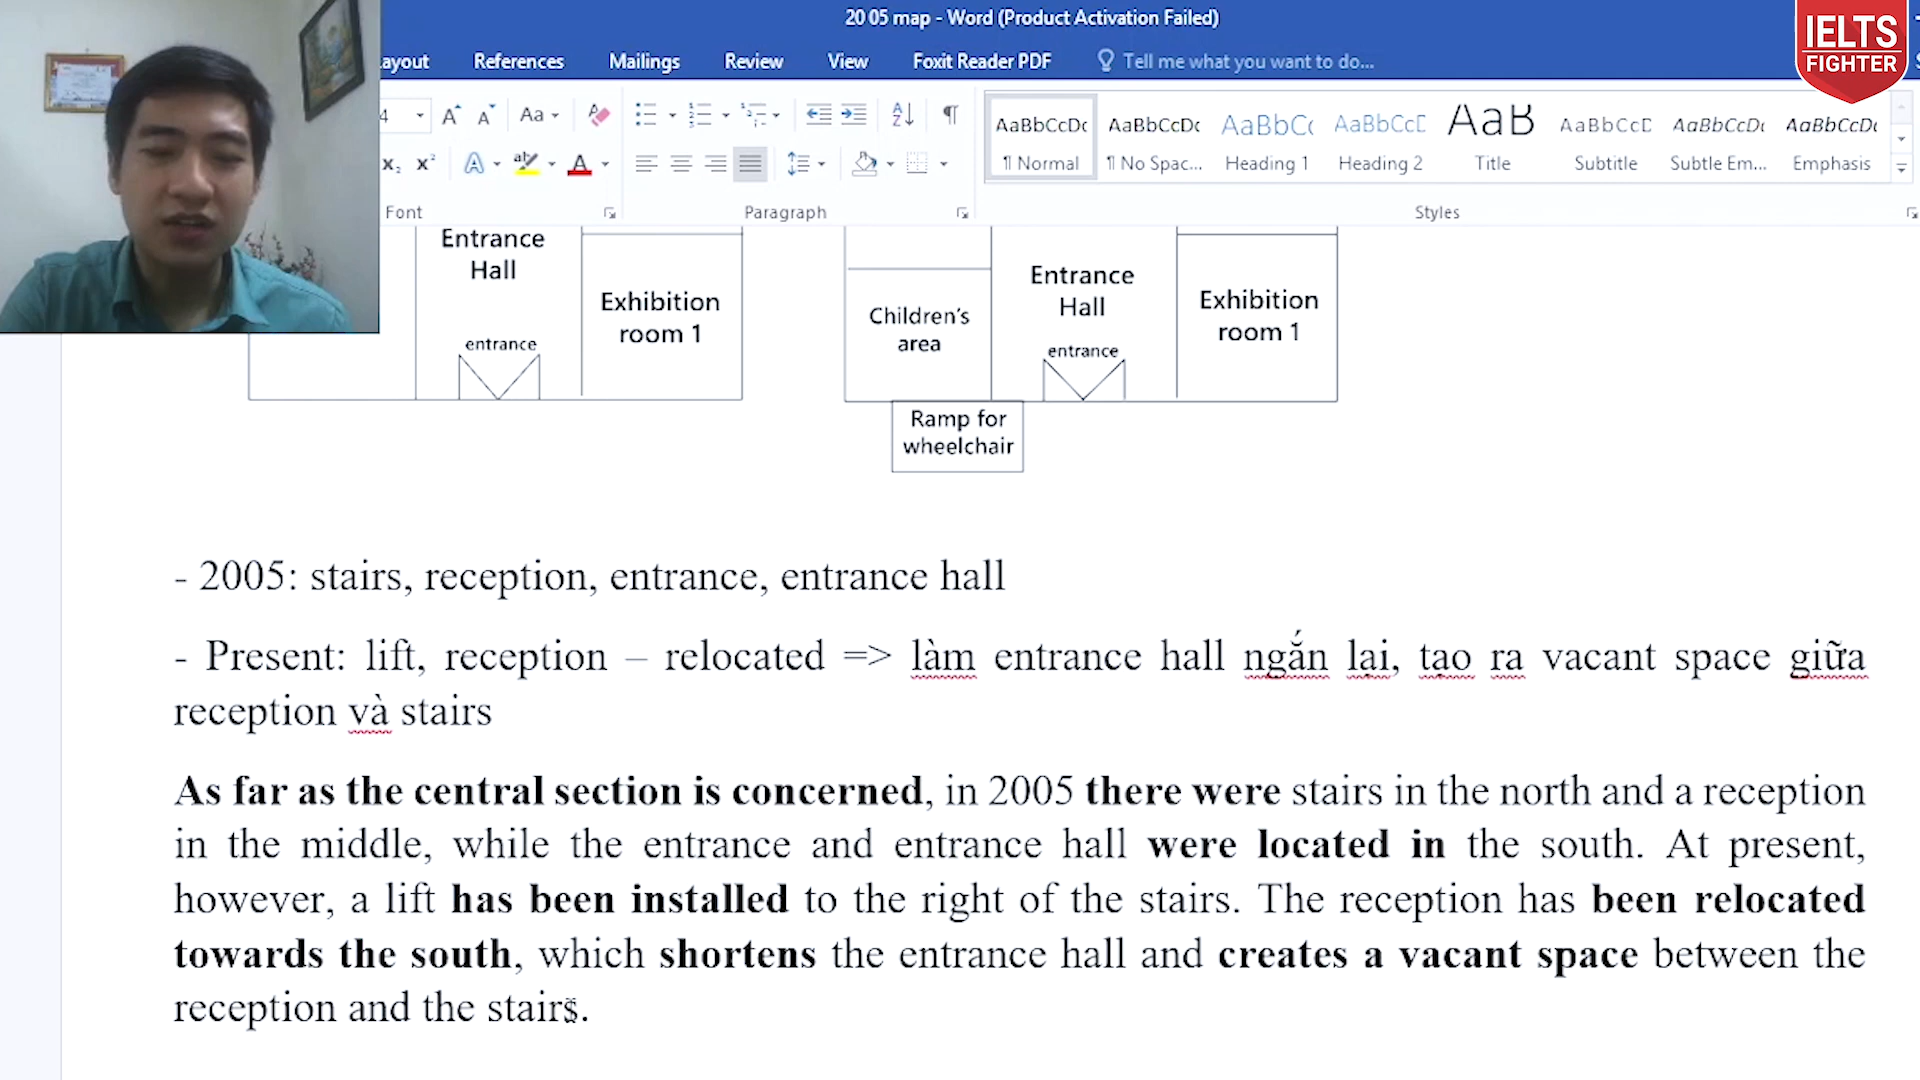 20 05 map - Word (Product Activation Failed)
IELTS
FIGHTER
Layout References Mailings Review View Foxit Reader PDF Tell me what you want to do...
Aa
AaBbCcDc AaBbCcDc AaBbCc AaBbCcD AaB AaBbCcD AaBbCcDc AaBbCcDc
¶ Normal ¶ No Spac... Heading 1 Heading 2 Title Subtitle Subtle Em... Emphasis
Font Paragraph Styles
Entrance
Hall
Exhibition
room 1
entrance
Children's
area
Entrance
Hall
entrance
Exhibition
room 1
Ramp for
wheelchair
- 2005: stairs, reception, entrance, entrance hall
- Present: lift, reception – relocated => làm entrance hall ngắn lại, tạo ra vacant space giữa
reception và stairs
As far as the central section is concerned, in 2005 there were stairs in the north and a reception
in the middle, while the entrance and entrance hall were located in the south. At present,
however, a lift has been installed to the right of the stairs. The reception has been relocated
towards the south, which shortens the entrance hall and creates a vacant space between the
reception and the stairs.